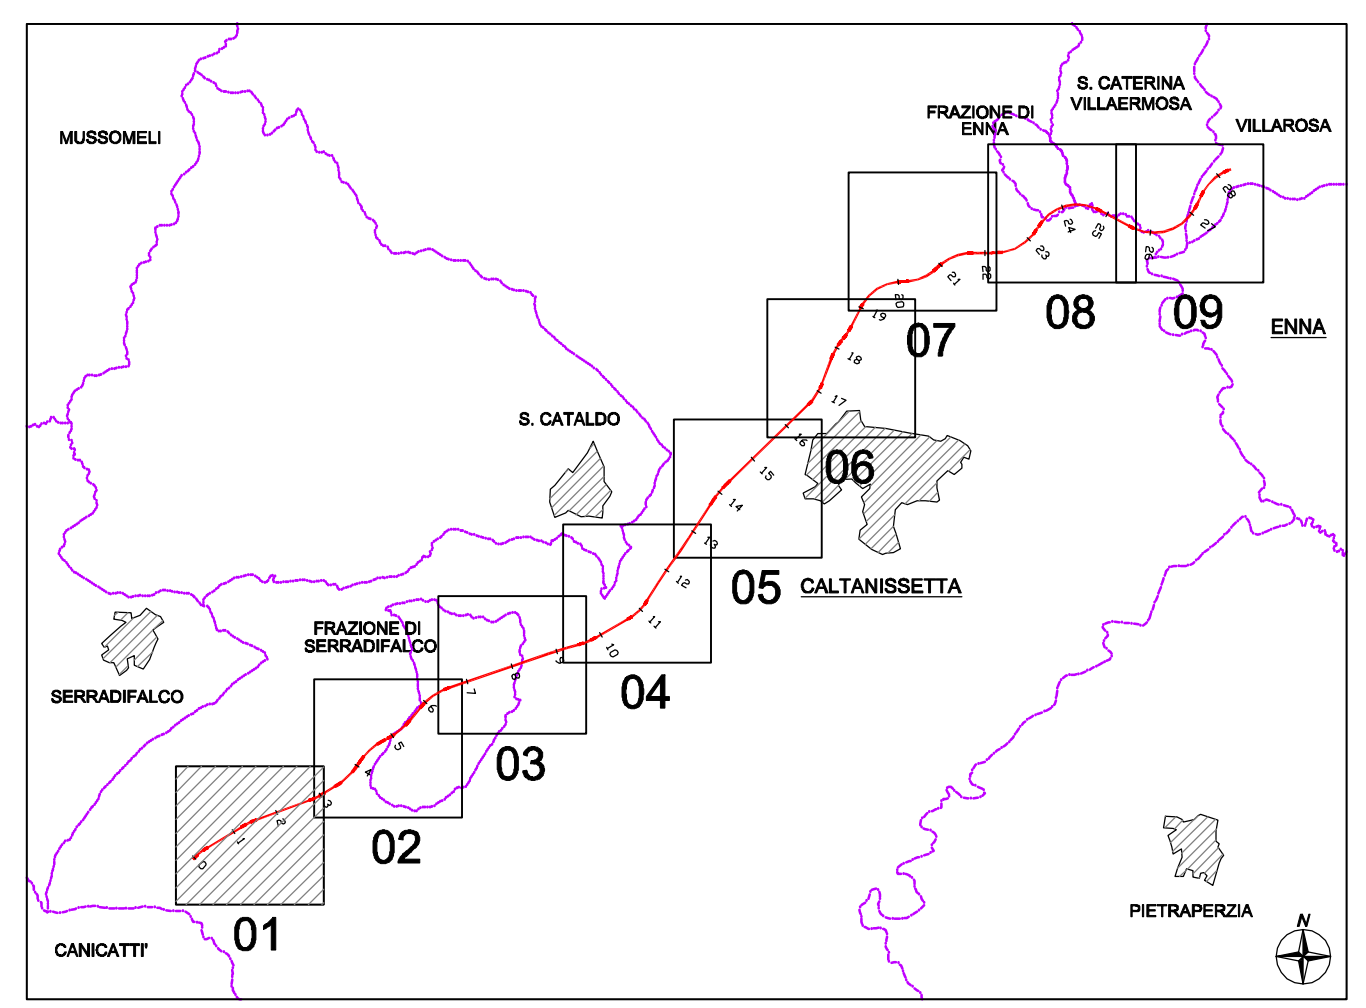 S. CATERINA
VILLAERMOSA
FRAZIONE DI
ENNA
VILLAROSA
MUSSOMELI
28
27
26
25
24
23
22
21
20
19
18
17
16
15
14
13
12
11
10
9
8
7
6
5
4
3
2
1
0
09
08
07
ENNA
S. CATALDO
06
05
CALTANISSETTA
FRAZIONE DI
SERRADIFALCO
SERRADIFALCO
04
03
02
01
PIETRAPERZIA
CANICATTI'
N